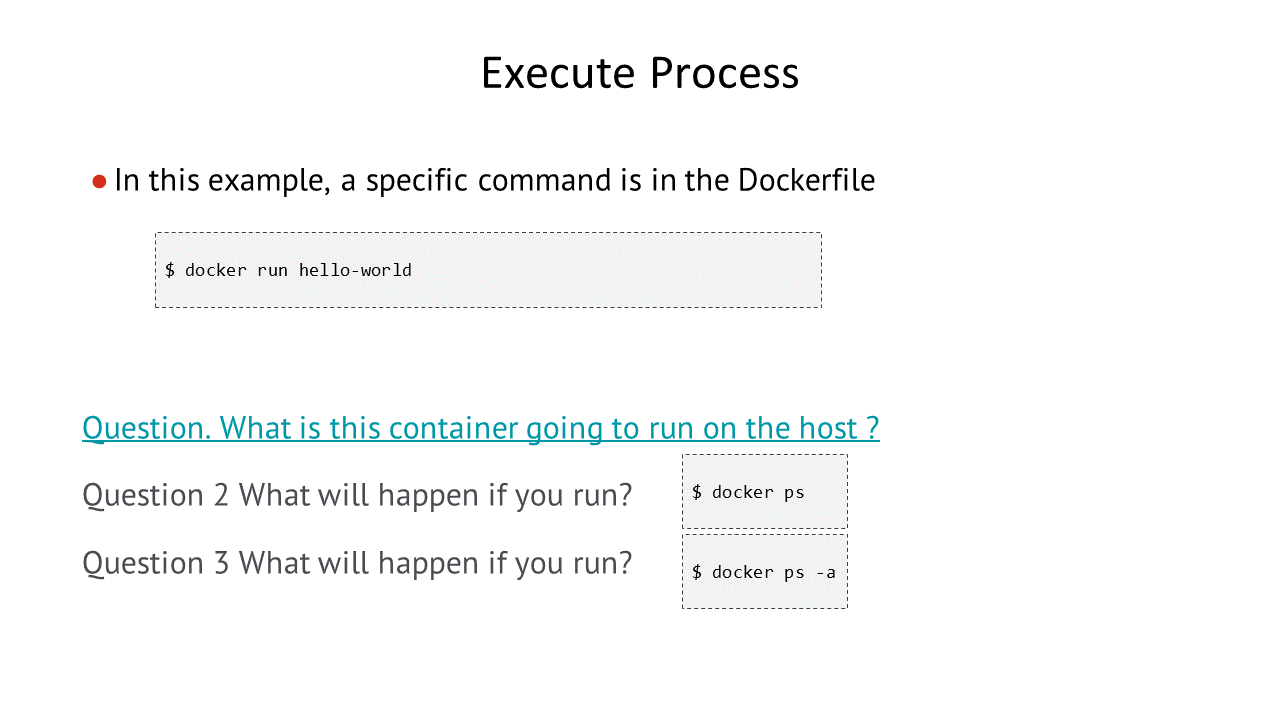 Execute Process
● In this example, a specific command is in the Dockerfile
$ docker run hello-world
Question. What is this container going to run on the host ?
Question 2 What will happen if you run?
$ docker ps
Question 3 What will happen if you run?
$ docker ps -a